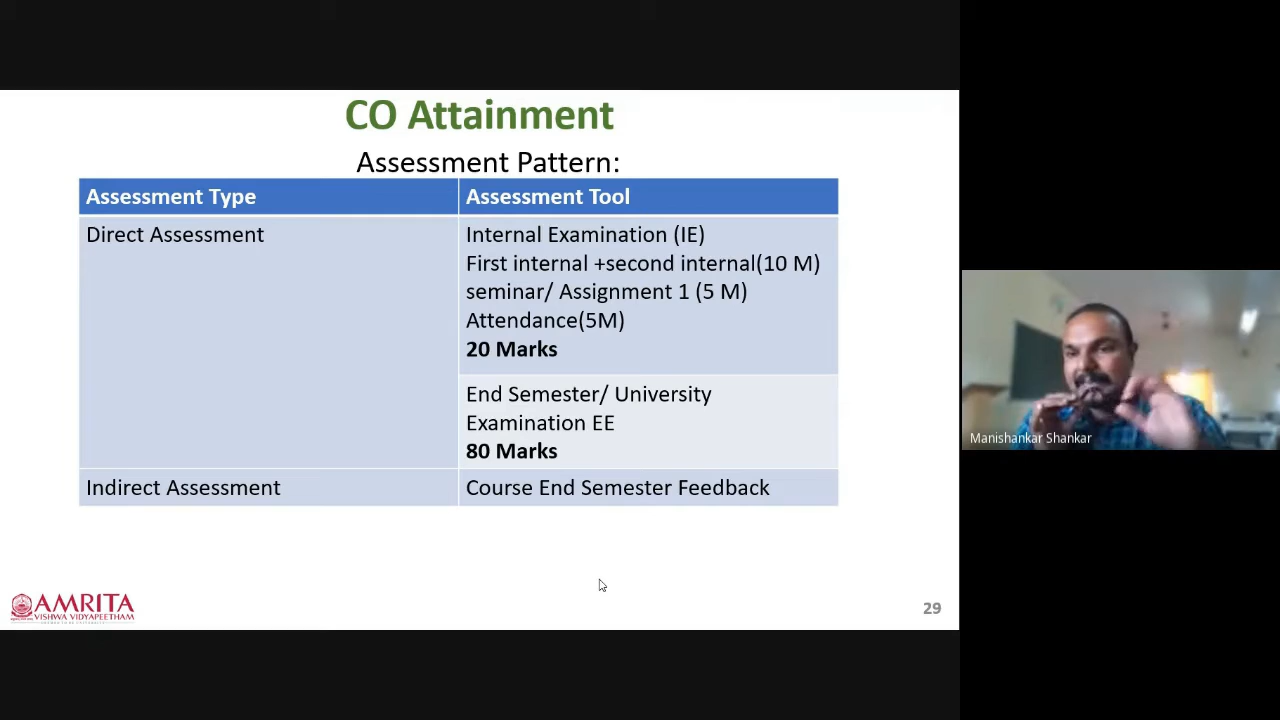 CO Attainment
Assessment Pattern:
Assessment Type
Assessment Tool
Direct Assessment
Internal Examination (IE)
First internal +second internal(10 M)
seminar/ Assignment 1 (5 M)
Attendance(5M)
20 Marks
End Semester/ University
Examination EE
80 Marks
Indirect Assessment
Course End Semester Feedback
Manishankar Shankar
AMRITA
VISHWA VIDYAPEETHAM
29